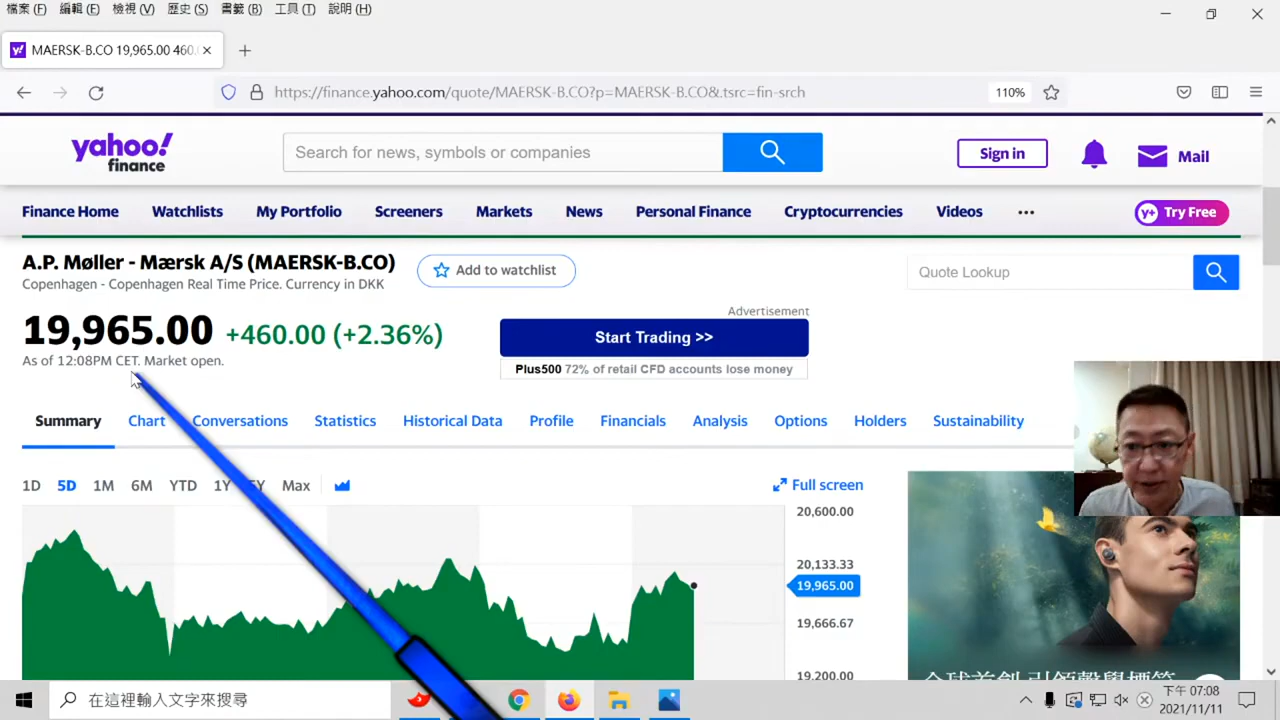 檔案 (F) 編輯 (E) 檢視 (V) 歷史 (S) 書籤 (B) 工具 (T) 說明 (H)
MAERSK-B.CO 19,965.00 460.
https://finance.yahoo.com/quote/MAERSK-B.CO?p=MAERSK-B.CO&.tsrc=fin-srch 110%
yahoo! finance
Search for news, symbols or companies
Sign in
Mail
Finance Home Watchlists My Portfolio Screeners Markets News Personal Finance Cryptocurrencies Videos ••• y+ Try Free
A.P. Møller - Mærsk A/S (MAERSK-B.CO)
Add to watchlist
Quote Lookup
Copenhagen - Copenhagen Real Time Price. Currency in DKK
19,965.00 +460.00 (+2.36%)
As of 12:08PM CET. Market open.
Advertisement
Start Trading >>
Plus500 72% of retail CFD accounts lose money
Summary Chart Conversations Statistics Historical Data Profile Financials Analysis Options Holders Sustainability
1D 5D 1M 6M YTD 1Y 5Y Max
Full screen
20,600.00
20,133.33
19,965.00
19,666.67
19,200.00
在這裡輸入文字來搜尋
下午 07:08
2021/11/11